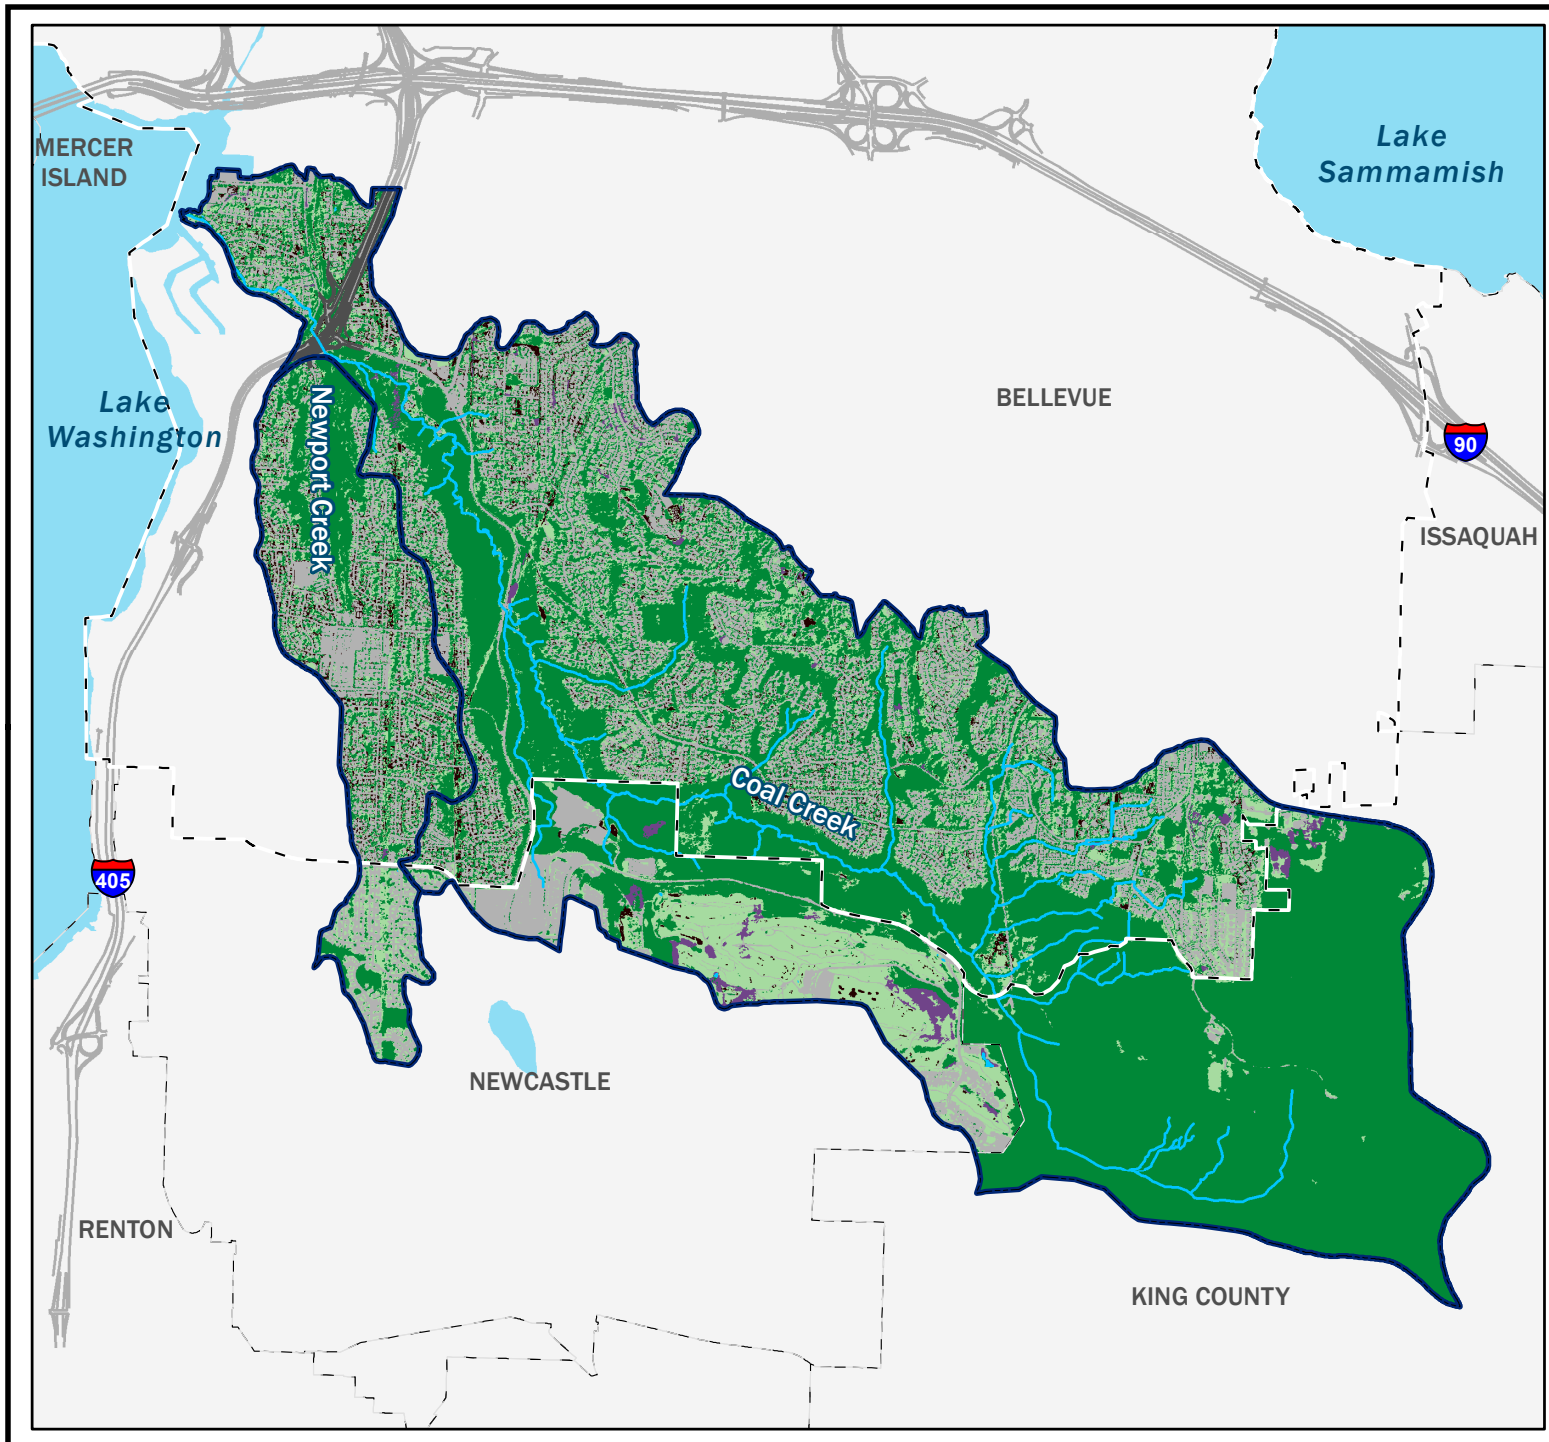 MERCER
ISLAND
Lake
Sammamish
Lake
Washington
Newport Creek
BELLEVUE
90
ISSAQUAH
Coal Creek
405
NEWCASTLE
RENTON
KING COUNTY